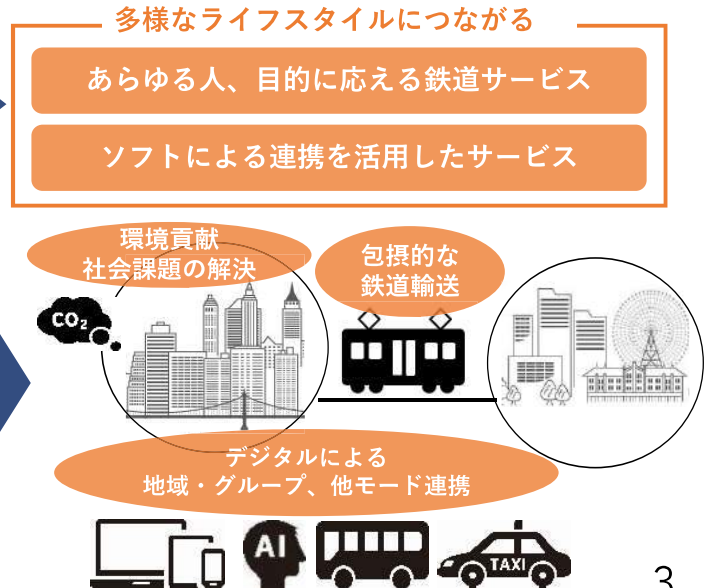 多様なライフスタイルにつながる
あらゆる人、目的に応える鉄道サービス
ソフトによる連携を活用したサービス
環境貢献
社会課題の解決
包摂的な
鉄道輸送
CO₂
デジタルによる
地域・グループ、他モード連携
AI
TAXI
3